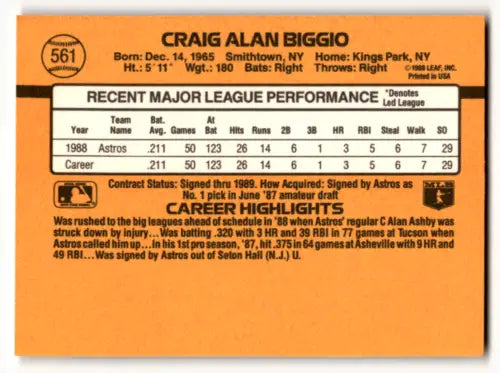 561
CRAIG ALAN BIGGIO
Born: Dec. 14, 1965 Smithtown, NY Home: Kings Park, NY
Ht.: 5'11" Wgt.: 180 Bats: Right Throws: Right
©1988 LEAF, INC.
Printed in USA
RECENT MAJOR LEAGUE PERFORMANCE *Denotes Led League
Year Team Name Bat. Avg. Games At Bat Hits Runs 2B 3B HR RBI Steal Walk SO
1988 Astros .211 50 123 26 14 6 1 3 5 6 7 29
Career .211 50 123 26 14 6 1 3 5 6 7 29
Contract Status: Signed thru 1989. How Acquired: Signed by Astros as
No. 1 pick in June '87 amateur draft
MLB
CAREER HIGHLIGHTS
Was rushed to the big leagues ahead of schedule in '88 when Astros' regular C Alan Ashby was
struck down by injury... Was batting .320 with 3 HR and 39 RBI in 77 games at Tucson when
Astros called him up... in his 1st pro season, '87, hit .375 in 64 games at Asheville with 9 HR and
49 RBI... Was signed by Astros out of Seton Hall (N.J.) U.